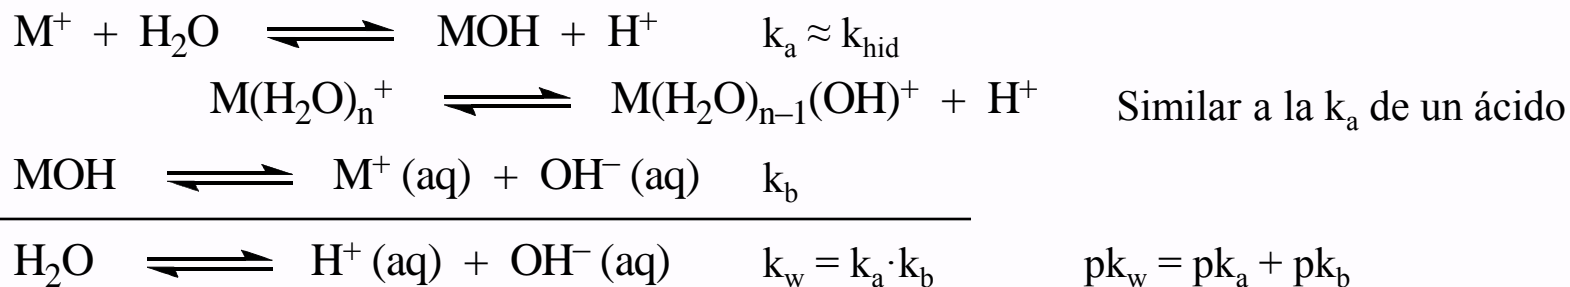 M⁺ + H₂O ⇌ MOH + H⁺ kₐ ≈ k_hid
M(H₂O)ₙ⁺ ⇌ M(H₂O)ₙ₋₁(OH)⁺ + H⁺ Similar a la kₐ de un ácido
MOH ⇌ M⁺ (aq) + OH⁻ (aq) k_b
H₂O ⇌ H⁺ (aq) + OH⁻ (aq) k_w = kₐ·k_b pk_w = pkₐ + pk_b